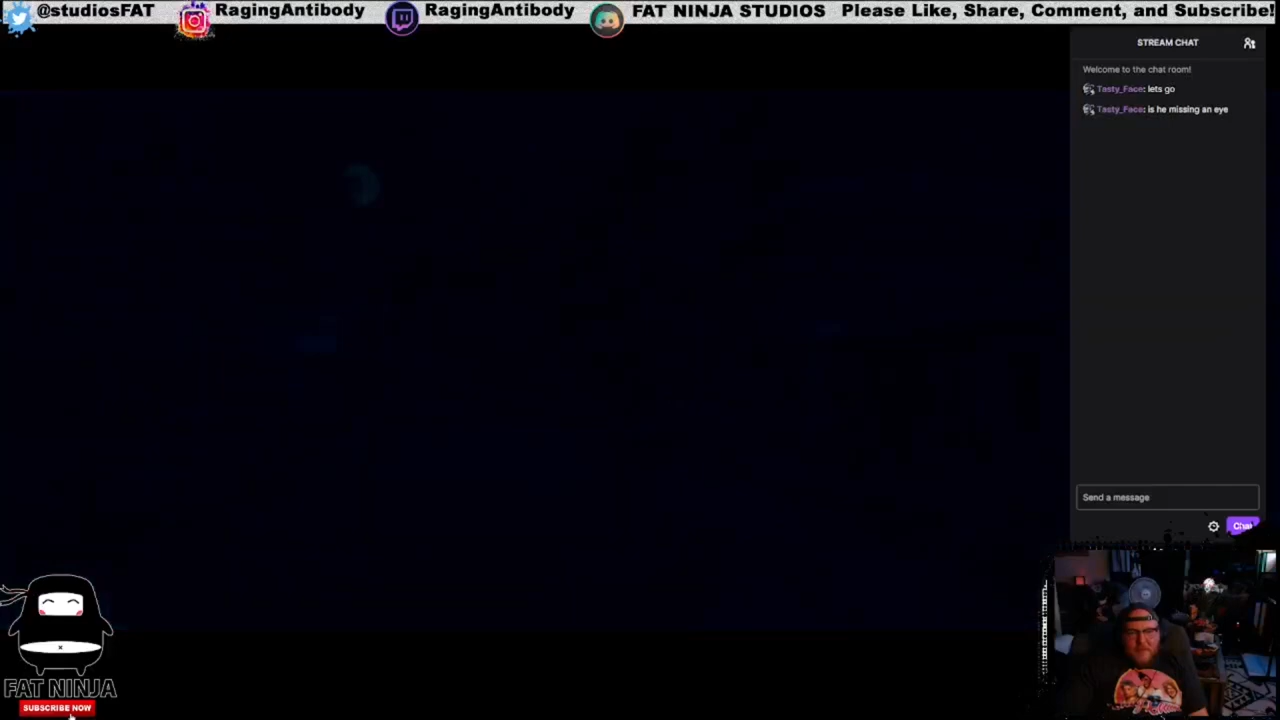 @studiosFAT RagingAntibody RagingAntibody FAT NINJA STUDIOS Please Like, Share, Comment, and Subscribe!
STREAM CHAT
Welcome to the chat room!
Tasty_Face: lets go
Tasty_Face: is he missing an eye
Send a message
Chat
FAT NINJA
SUBSCRIBE NOW